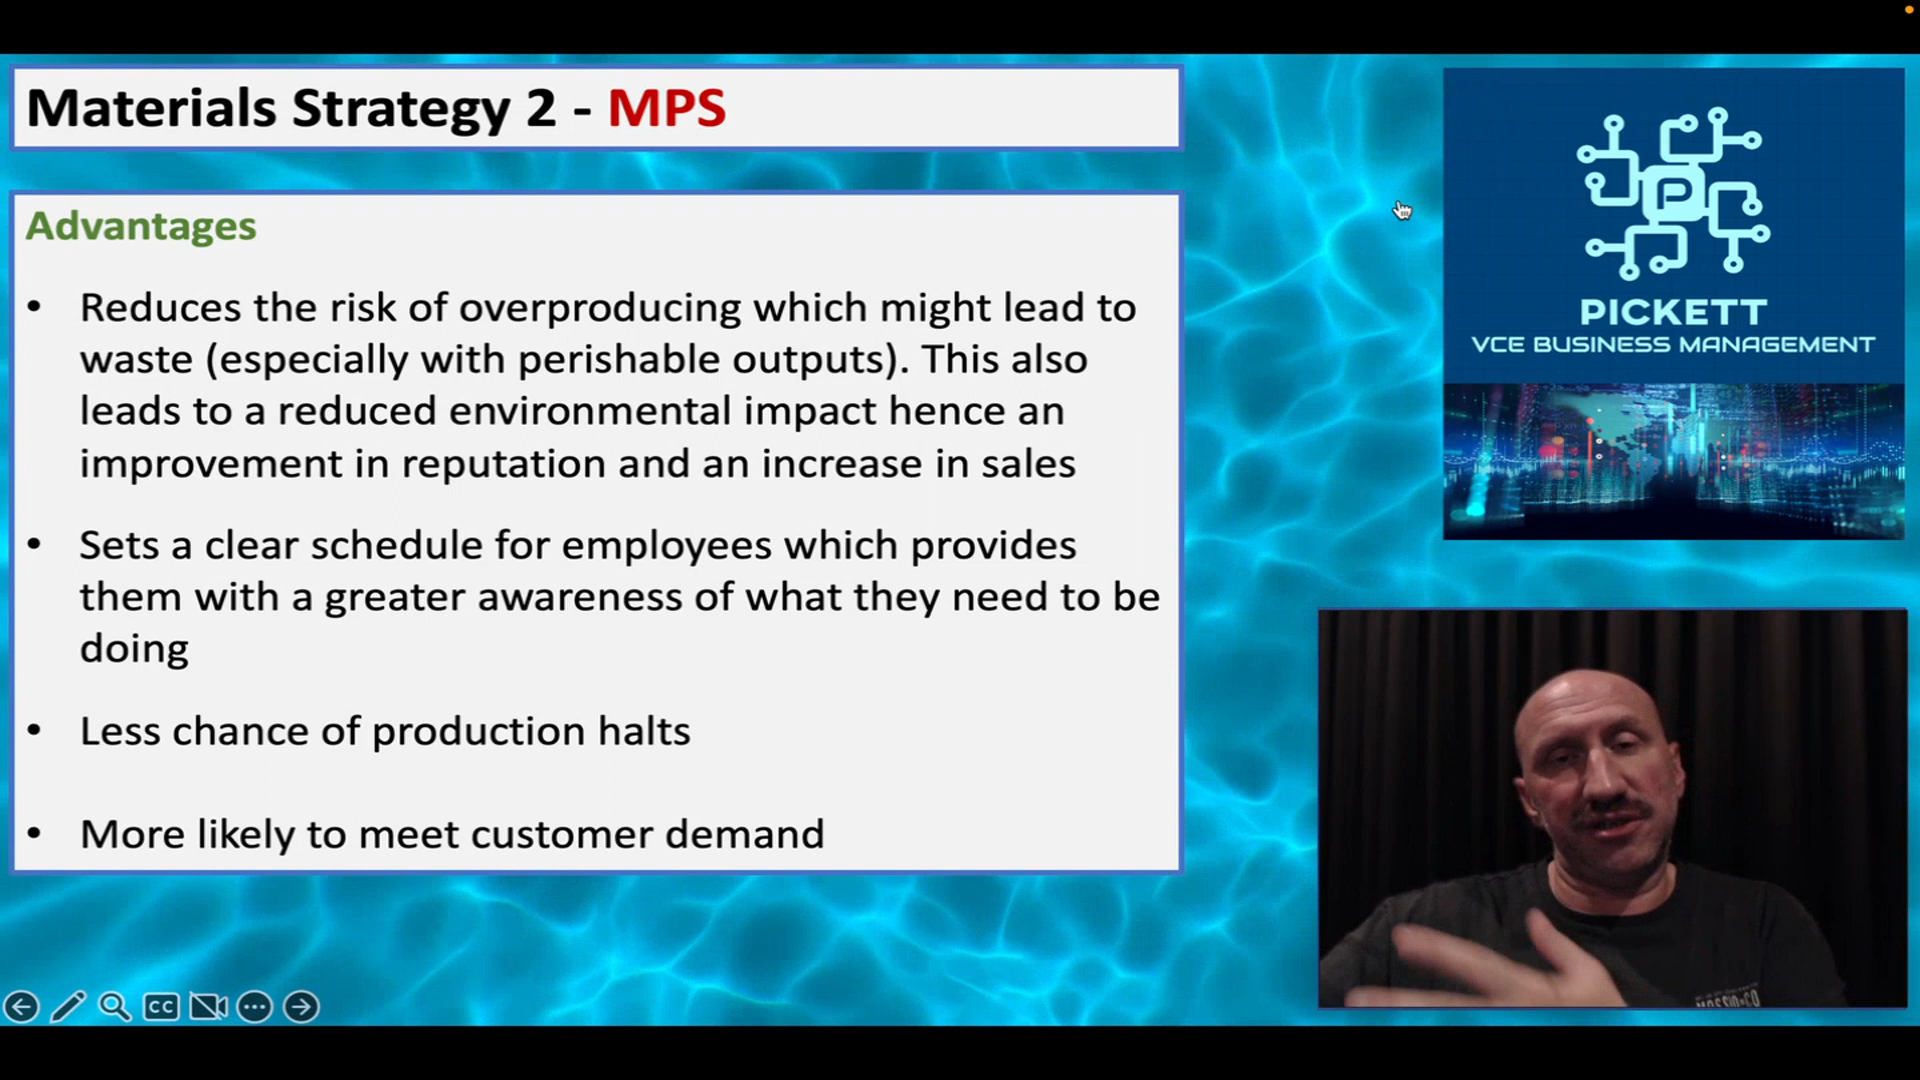 Materials Strategy 2 - MPS
Advantages
• Reduces the risk of overproducing which might lead to
waste (especially with perishable outputs). This also
leads to a reduced environmental impact hence an
improvement in reputation and an increase in sales
• Sets a clear schedule for employees which provides
them with a greater awareness of what they need to be
doing
• Less chance of production halts
• More likely to meet customer demand
P
PICKETT
VCE BUSINESS MANAGEMENT
CC